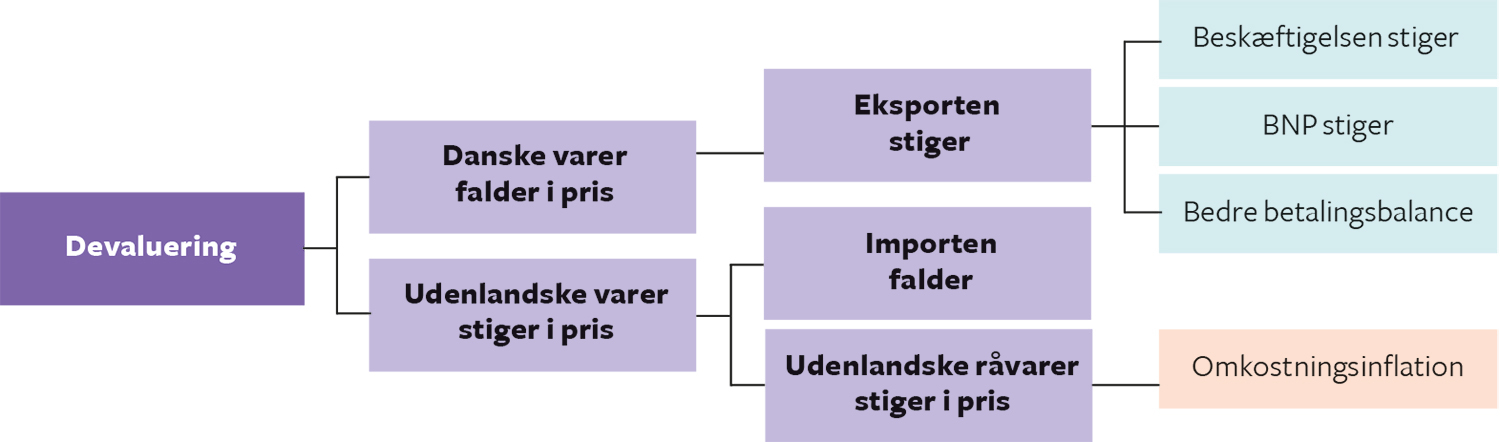 Devaluering
Danske varer
falder i pris
Udenlandske varer
stiger i pris
Eksporten
stiger
Importen
falder
Udenlandske råvarer
stiger i pris
Beskæftigelsen stiger
BNP stiger
Bedre betalingsbalance
Omkostningsinflation